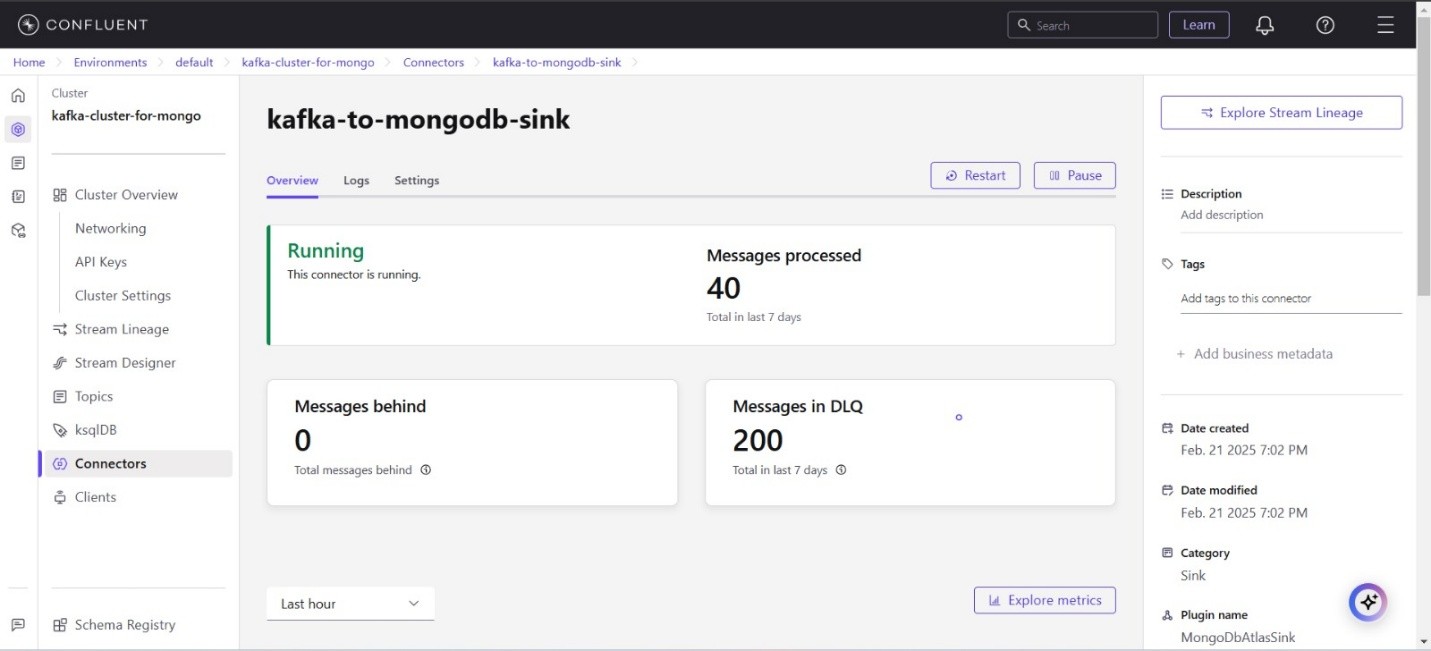 CONFLUENT
Search
Learn
Home
Environments
default
kafka-cluster-for-mongo
Connectors
kafka-to-mongodb-sink
Cluster
kafka-cluster-for-mongo
Cluster Overview
Networking
API Keys
Cluster Settings
Stream Lineage
Stream Designer
Topics
ksqlDB
Connectors
Clients
Schema Registry
kafka-to-mongodb-sink
Overview
Logs
Settings
Restart
Pause
Running
This connector is running.
Messages processed
40
Total in last 7 days
Messages behind
0
Total messages behind
Messages in DLQ
200
Total in last 7 days
Last hour
Explore metrics
Explore Stream Lineage
Description
Add description
Tags
Add tags to this connector
+ Add business metadata
Date created
Feb. 21 2025 7:02 PM
Date modified
Feb. 21 2025 7:02 PM
Category
Sink
Plugin name
MongoDbAtlasSink